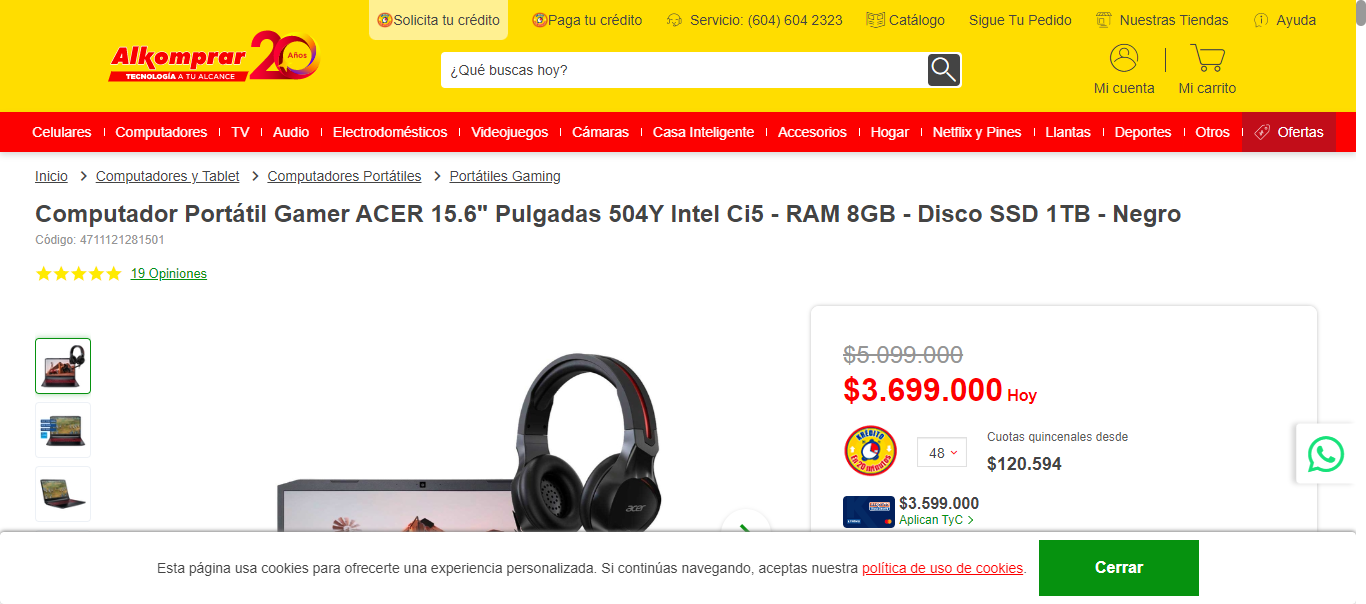 Solicita tu crédito
Paga tu crédito
Servicio: (604) 604 2323
Catálogo
Sigue Tu Pedido
Nuestras Tiendas
Ayuda
Alkomprar 20 Años
TECNOLOGÍA A TU ALCANCE
¿Qué buscas hoy?
Mi cuenta
Mi carrito
Celulares
Computadores
TV
Audio
Electrodomésticos
Videojuegos
Cámaras
Casa Inteligente
Accesorios
Hogar
Netflix y Pines
Llantas
Deportes
Otros
Ofertas
Inicio > Computadores y Tablet > Computadores Portátiles > Portátiles Gaming
Computador Portátil Gamer ACER 15.6" Pulgadas 504Y Intel Ci5 - RAM 8GB - Disco SSD 1TB - Negro
Código: 4711121281501
19 Opiniones
acer
$5.099.000
$3.699.000 Hoy
KRÉDITO
En 20 minutos
48
Cuotas quincenales desde
$120.594
$3.599.000
Aplican TyC >
Esta página usa cookies para ofrecerte una experiencia personalizada. Si continúas navegando, aceptas nuestra política de uso de cookies.
Cerrar